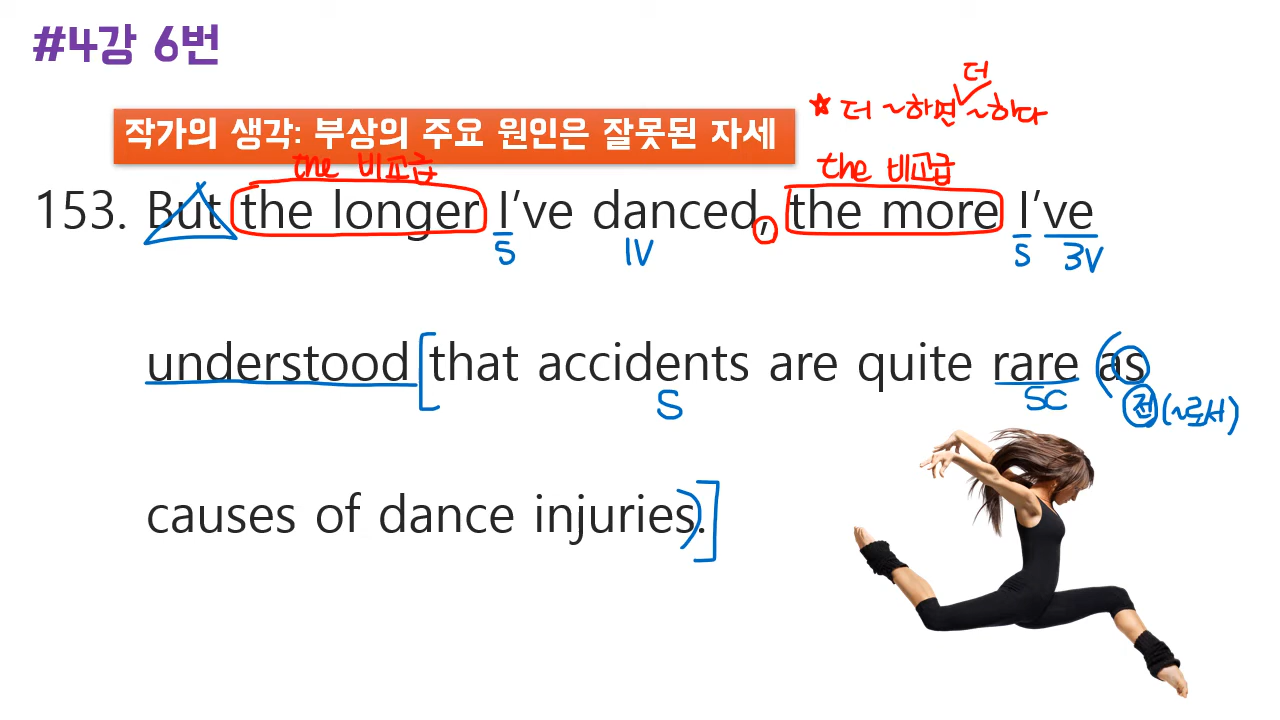 #4강 6번
더
* 더 ~하면 ~하다
작가의 생각: 부상의 주요 원인은 잘못된 자세
the 비교급 the 비교급
153. But the longer I've danced, the more I've
S 1V S 3V
understood [that accidents are quite rare (as
S SC 전 (~로서)
causes of dance injuries.)]